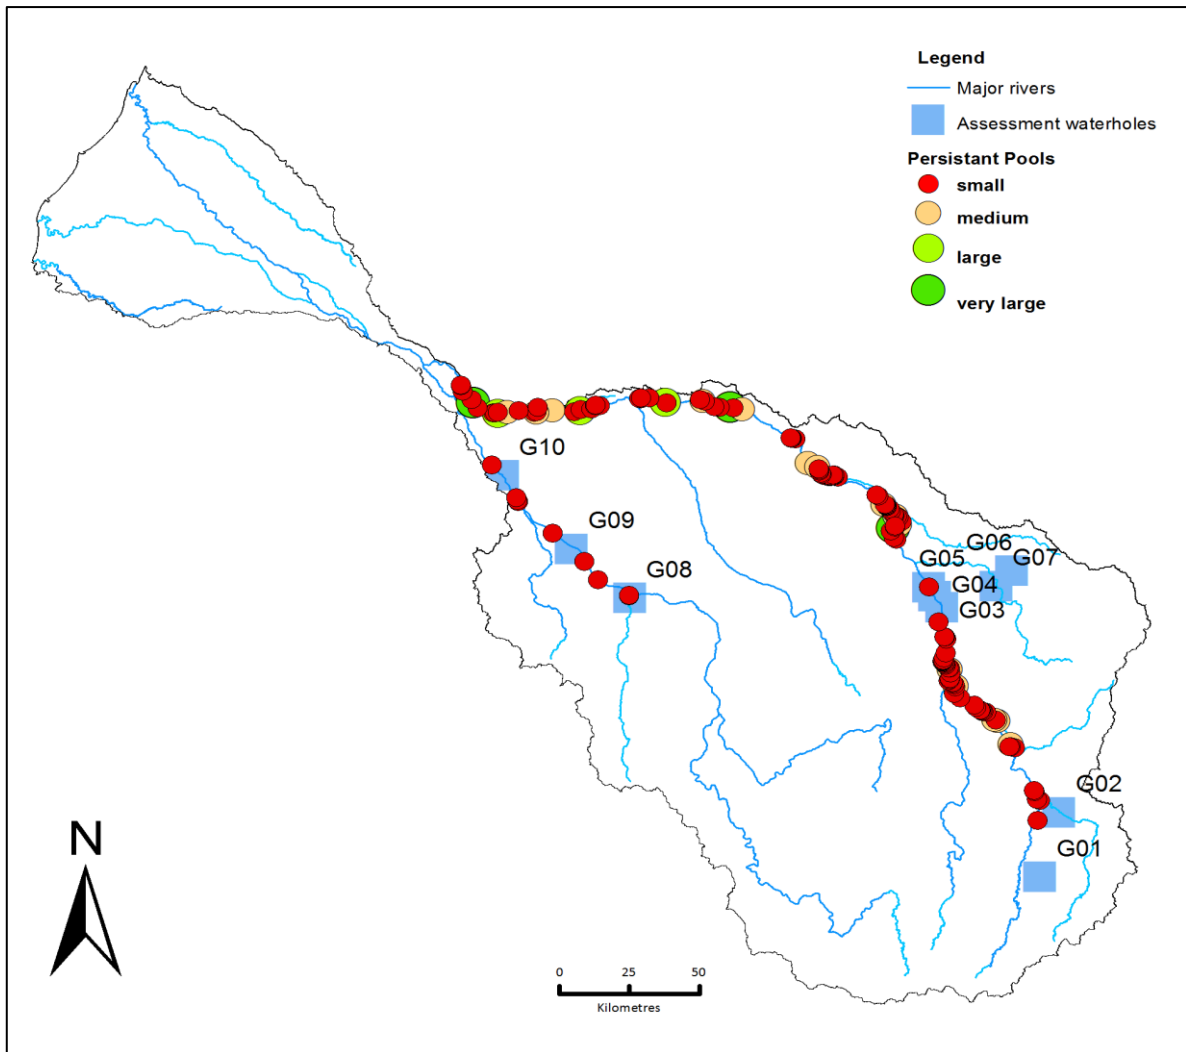 Legend
Major rivers
Assessment waterholes
Persistant Pools
small
medium
large
very large
G10
G09
G08
G06
G07
G05
G04
G03
G02
G01
N
0 25 50
Kilometres